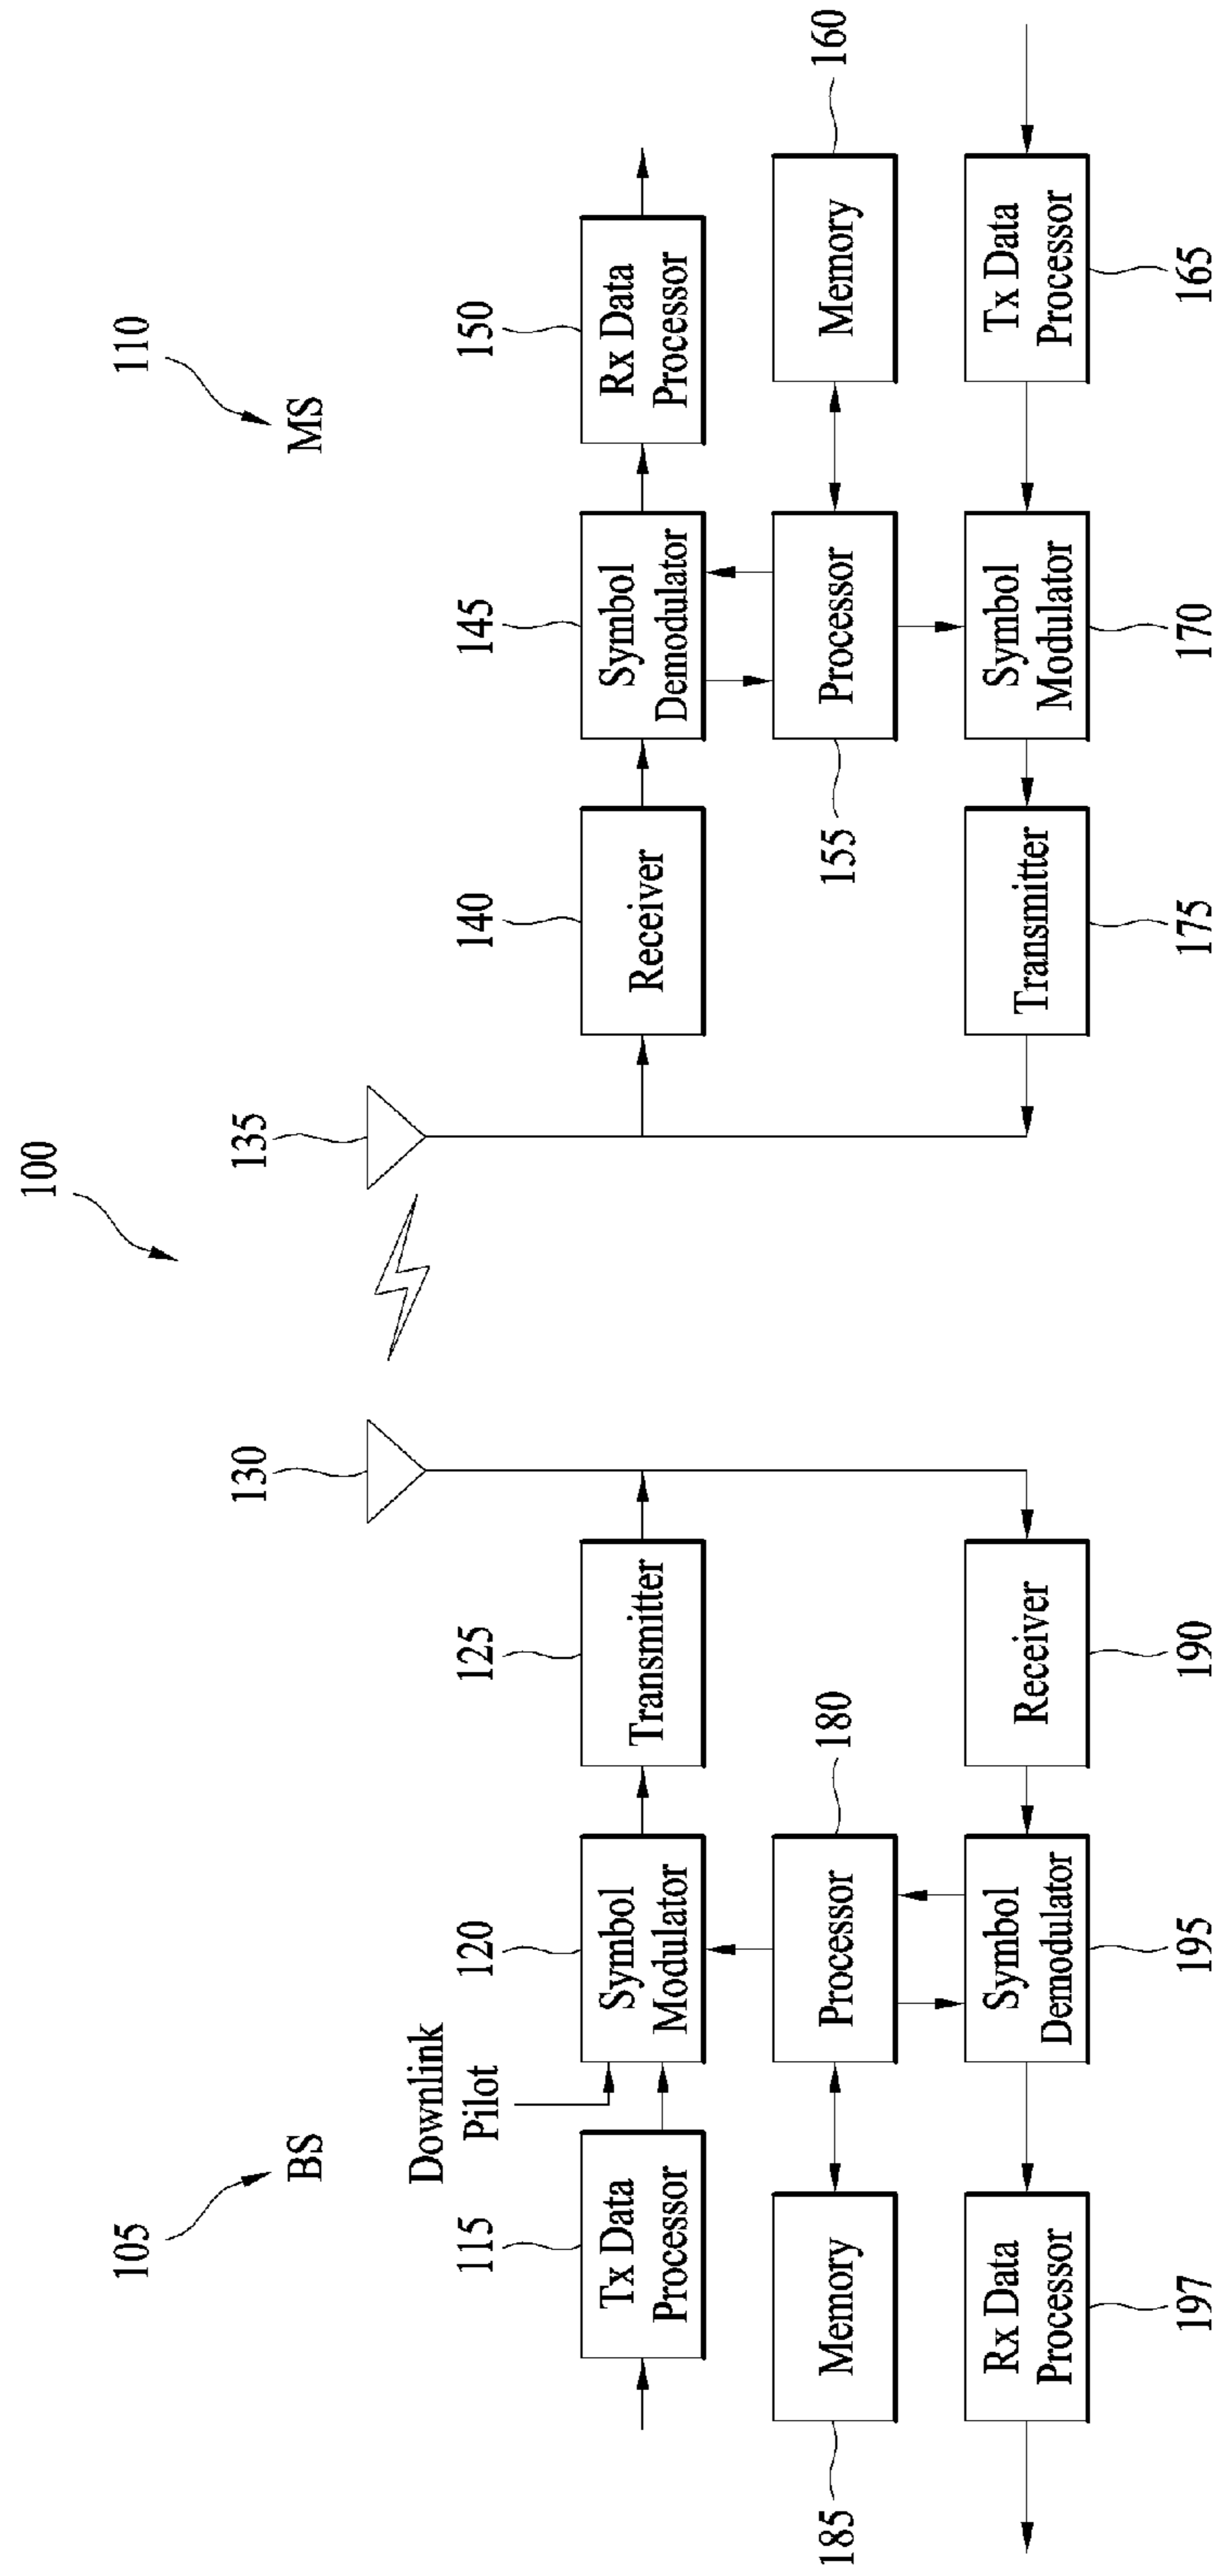 100
105
BS
110
MS
130
135
Downlink
Pilot
115
120
125
140
145
150
Tx Data
Processor
Symbol
Modulator
Transmitter
Receiver
Symbol
Demodulator
Rx Data
Processor
180
160
Memory
Processor
Processor
Memory
185
155
Rx Data
Processor
Symbol
Demodulator
Receiver
Transmitter
Symbol
Modulator
Tx Data
Processor
197
195
190
175
170
165